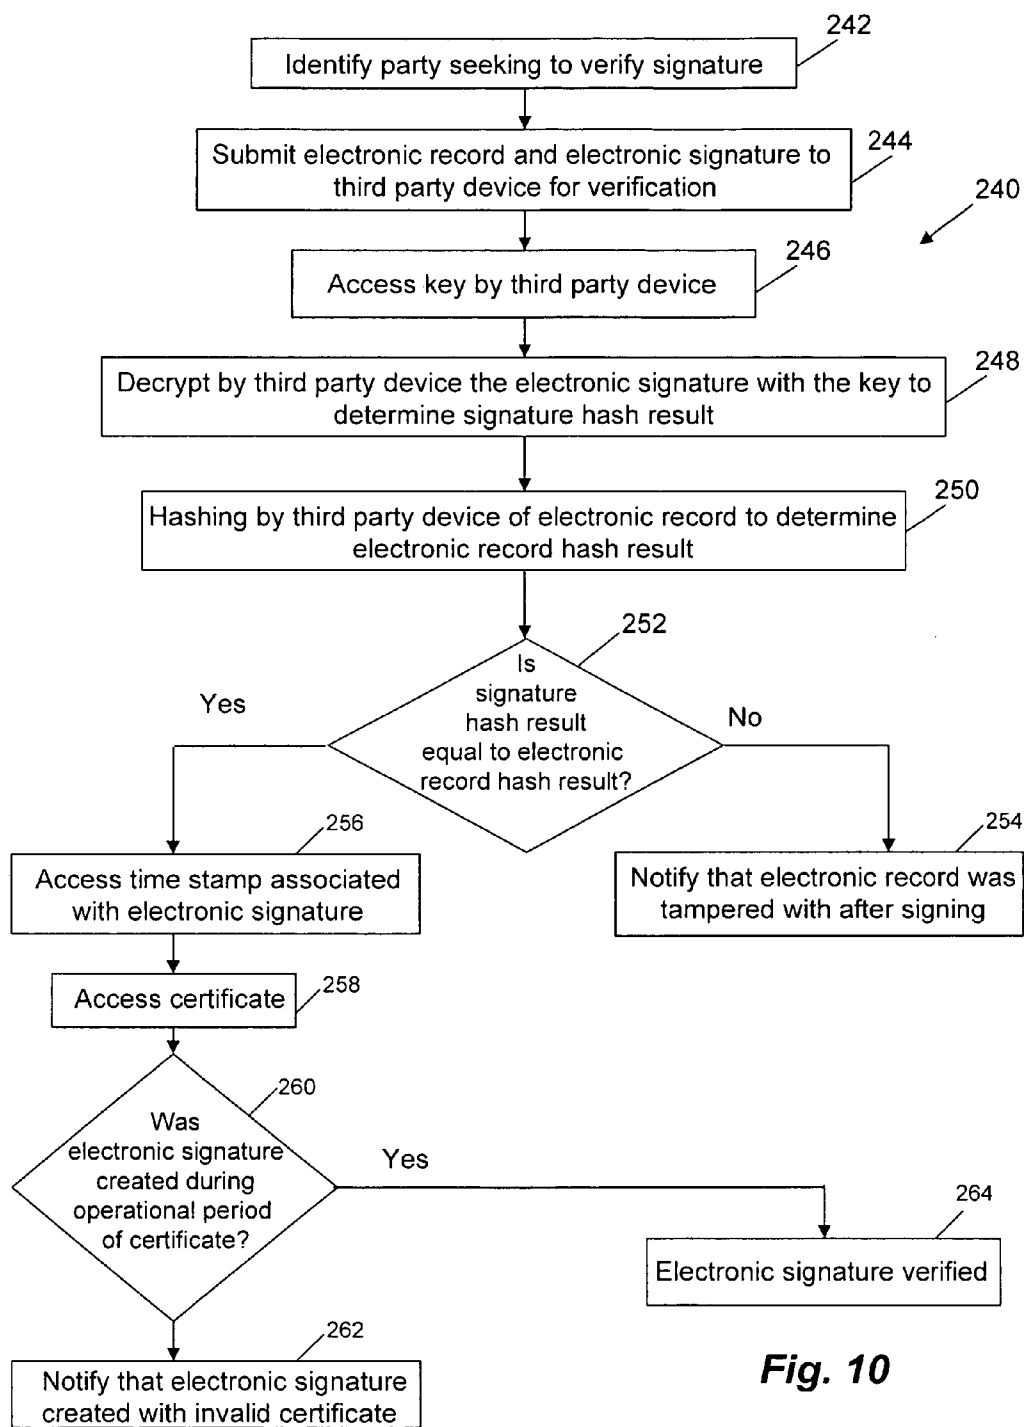 242
Identify party seeking to verify signature
244
Submit electronic record and electronic signature to
third party device for verification
240
246
Access key by third party device
248
Decrypt by third party device the electronic signature with the key to
determine signature hash result
250
Hashing by third party device of electronic record to determine
electronic record hash result
252
Is
signature
hash result
equal to electronic
record hash result?
Yes
No
256
Access time stamp associated
with electronic signature
254
Notify that electronic record was
tampered with after signing
258
Access certificate
260
Was
electronic signature
created during
operational period
of certificate?
Yes
264
Electronic signature verified
262
Notify that electronic signature
created with invalid certificate
Fig. 10